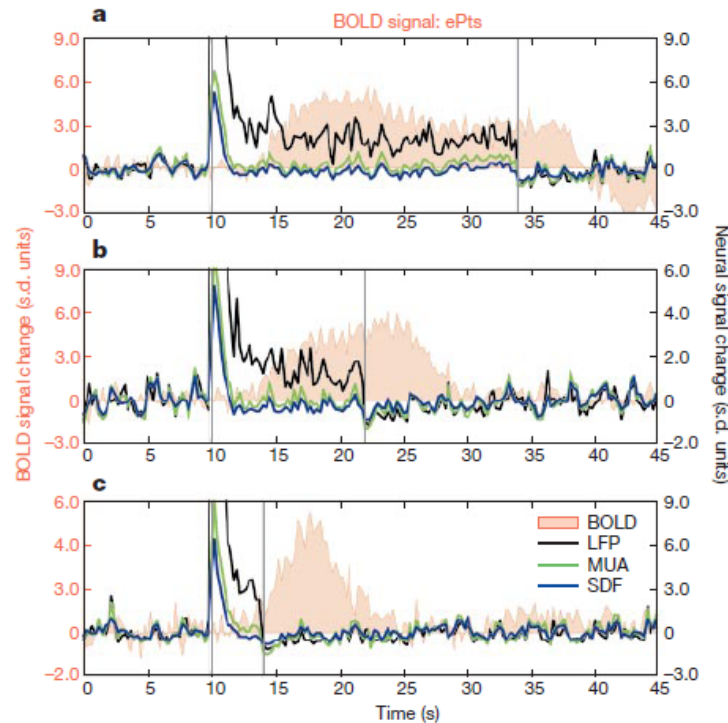 BOLD signal: ePts
a
9.0
6.0
3.0
0
−3.0
9.0
6.0
3.0
0
−3.0
0 5 10 15 20 25 30 35 40 45
b
9.0
6.0
3.0
0
−3.0
6.0
4.0
2.0
0
−2.0
0 5 10 15 20 25 30 35 40 45
c
6.0
4.0
3.0
0
−2.0
BOLD
LFP
MUA
SDF
9.0
6.0
3.0
0
−3.0
0 5 10 15 20 25 30 35 40 45
Time (s)
BOLD signal change (s.d. units)
Neural signal change (s.d. units)